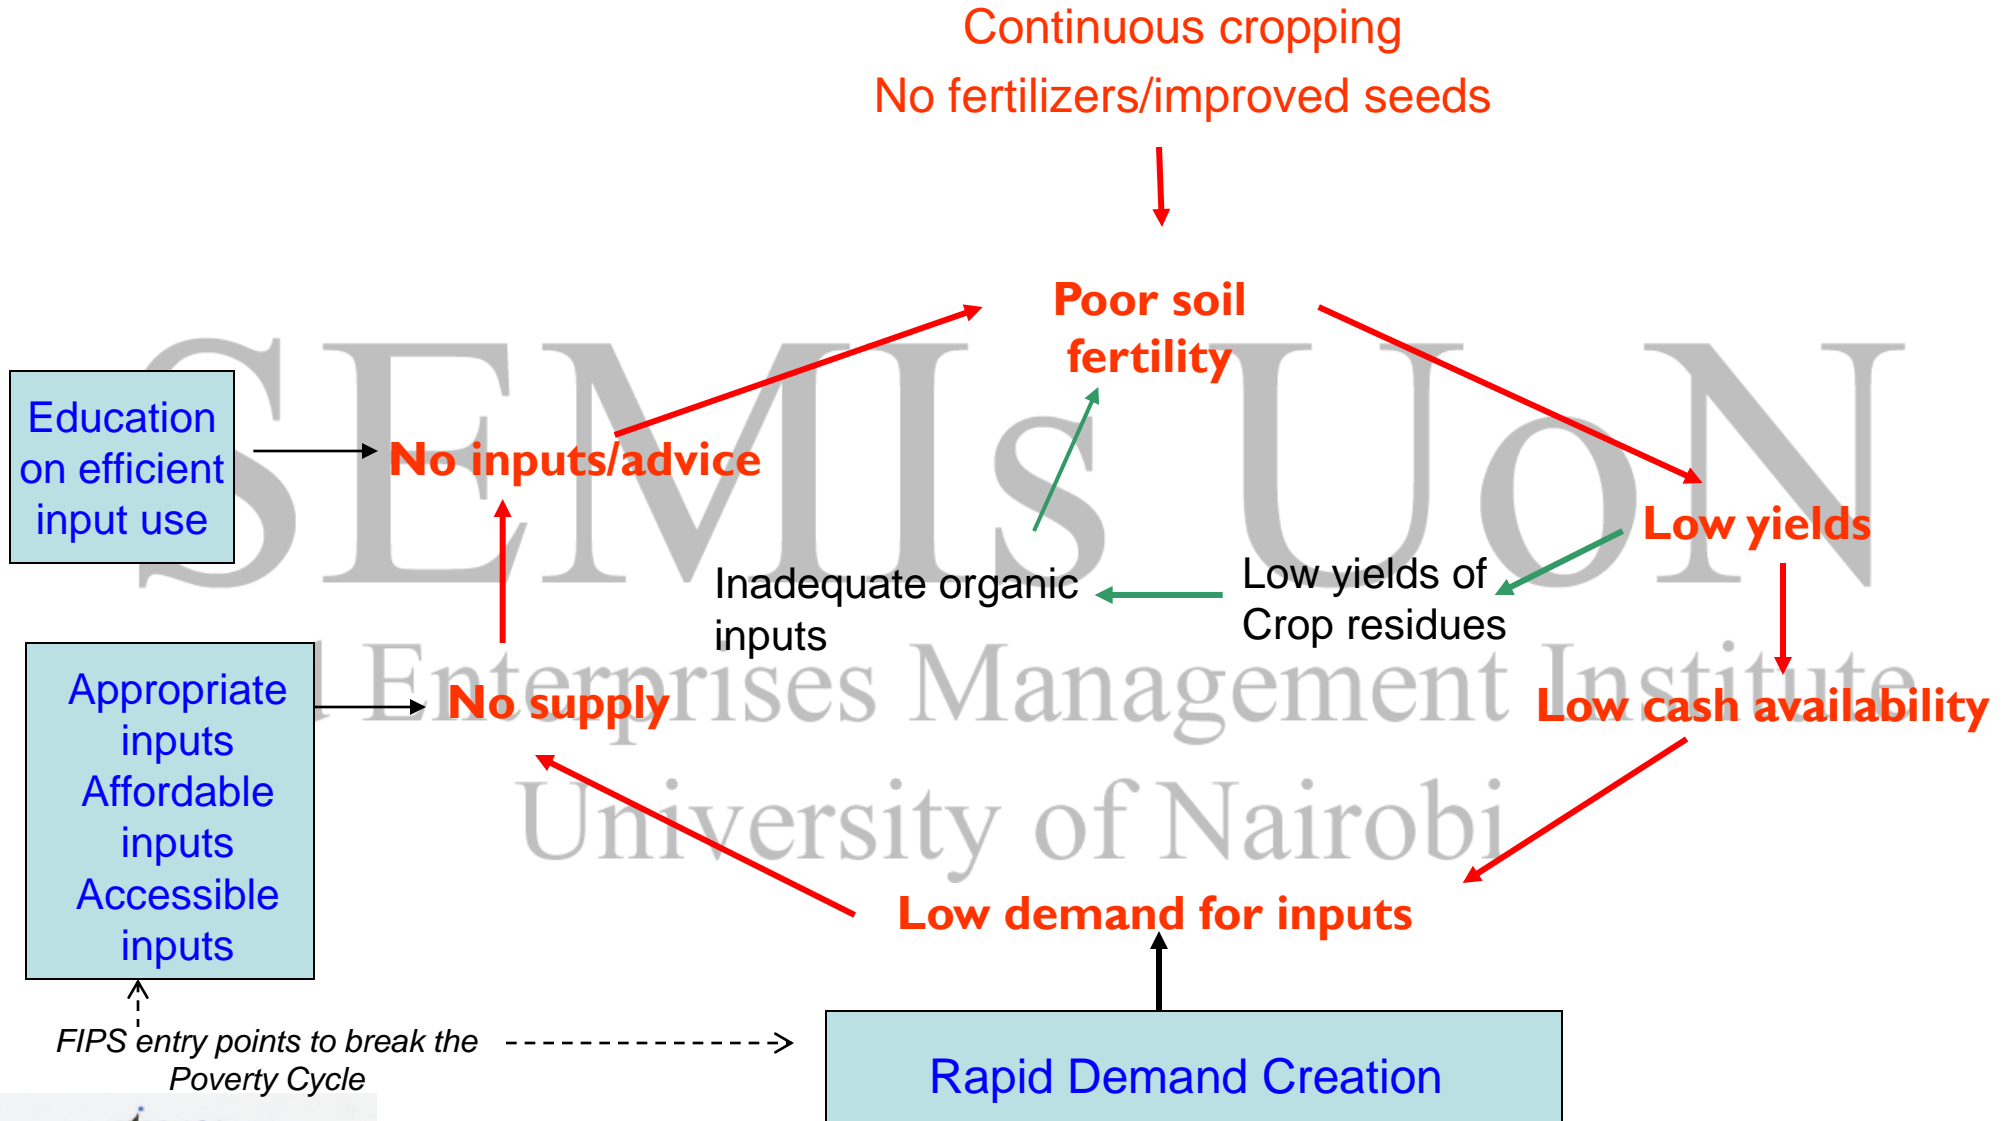 Continuous cropping
No fertilizers/improved seeds
Poor soil
fertility
SEMIs UoN
Education
on efficient
input use
No inputs/advice
Low yields
Inadequate organic
inputs
Low yields of
Crop residues
Enterprises Management Institute
Appropriate
inputs
Affordable
inputs
Accessible
inputs
No supply
Low cash availability
University of Nairobi
Low demand for inputs
FIPS entry points to break the
Poverty Cycle
Rapid Demand Creation